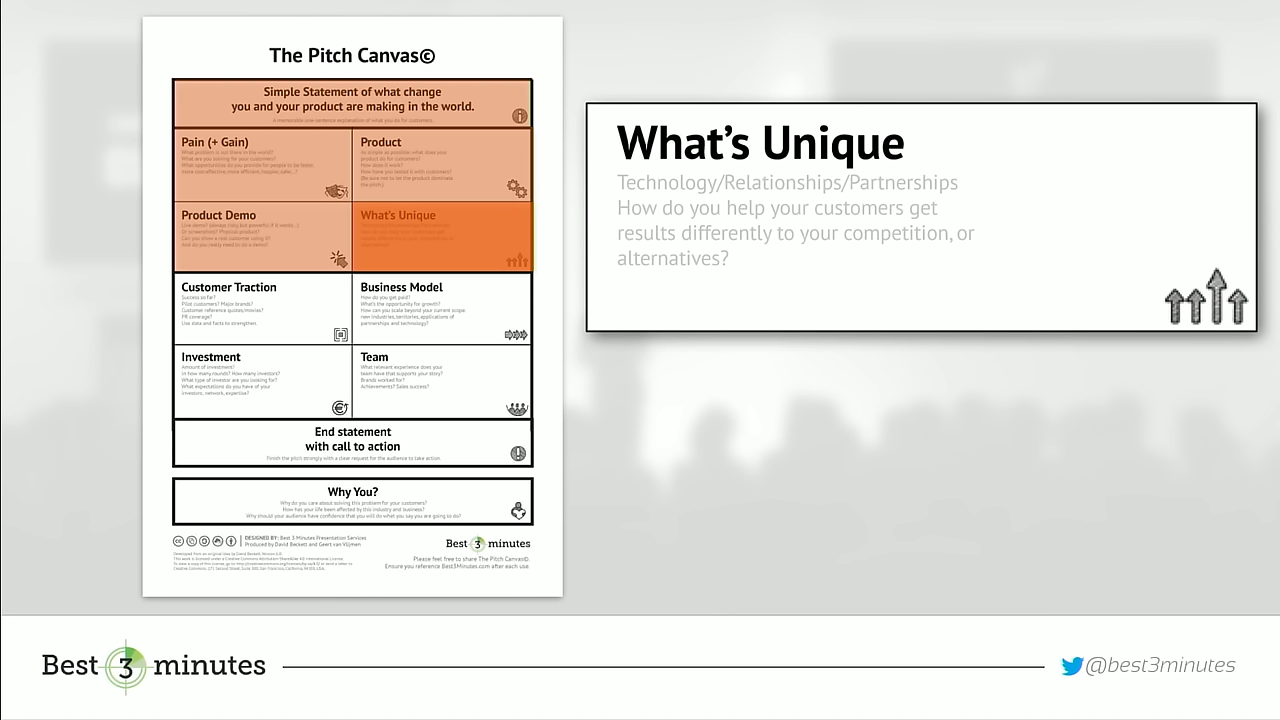 The Pitch Canvas©
Simple Statement of what change
you and your product are making in the world.
A memorable one-sentence explanation of what you do for customers.
Pain (+ Gain)
What problem is out there in the world?
What are you solving for your customers?
What opportunities do you provide for people to be faster,
more cost-effective, more efficient, happier, safer...?
Product
As simple as possible: what does your
product do for customers?
How does it work?
How have you tested it with customers?
(Be sure not to let the product dominate
the pitch.)
Product Demo
Live demo? (always risky, but powerful if it works...)
Or screenshots? Physical product?
Can you show a real customer using it?
And do you really need to do a demo?
What's Unique
Customer Traction
Success so far?
Pilot customers? Major brands?
Customer reference quotes/movies?
PR coverage?
Use data and facts to strengthen.
Business Model
How do you get paid?
What's the opportunity for growth?
How can you scale beyond your current scope
new industries, territories, applications of
partnerships and technology?
Investment
Amount of investment?
In how many rounds? How many investors?
What type of investor are you looking for?
What expectations do you have of your
investors; network, expertise?
Team
What relevant experience does your
team have that supports your story?
Brands worked for?
Achievements? Sales success?
End statement
with call to action
Finish the pitch strongly with a clear request for the audience to take action.
Why You?
Why do you care about solving this problem for your customers?
How has your life been affected by this industry and business?
Why should your audience have confidence that you will do what you say you are going to do?
DESIGNED BY: Best 3 Minutes Presentation Services
Produced by David Beckett and Geert van Vlijmen
Best 3 minutes
Please feel free to share The Pitch Canvas©.
Ensure you reference Best3Minutes.com after each use.
What's Unique
Technology/Relationships/Partnerships
How do you help your customers get
results differently to your competition, or
alternatives?
Best 3 minutes
@best3minutes